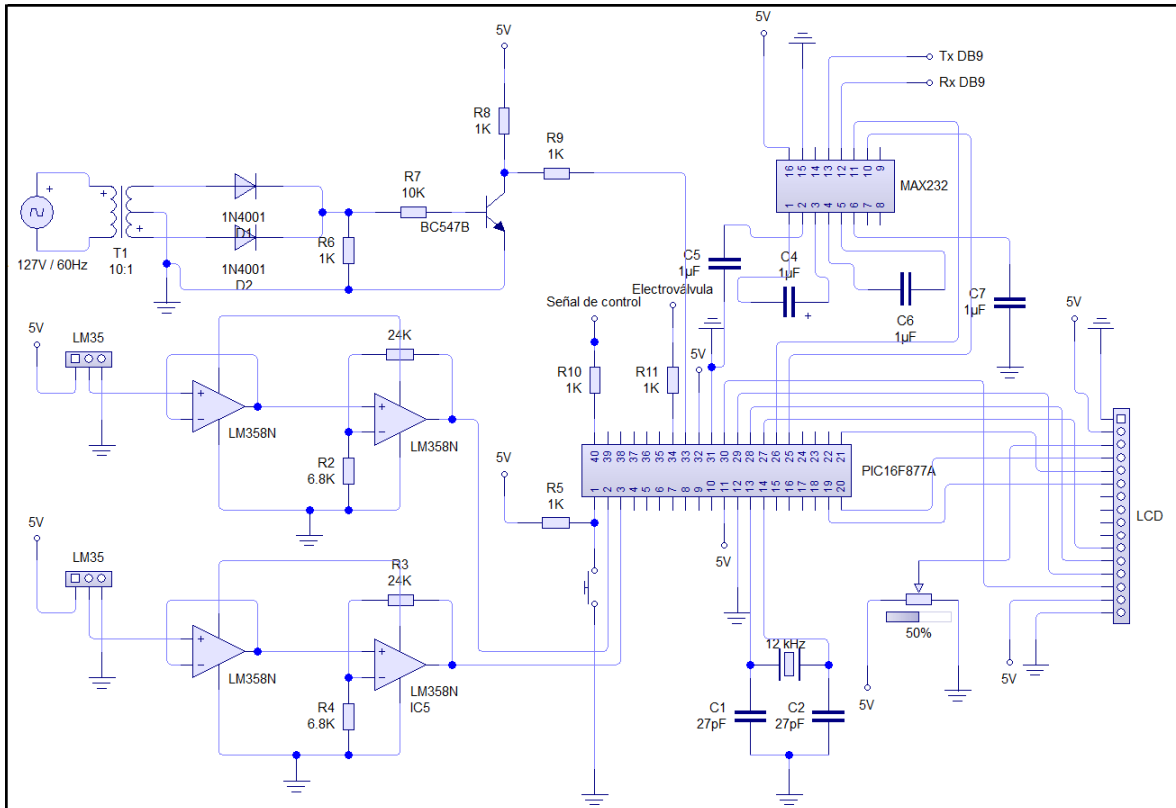 5V
R8
1K
R9
1K
R7
10K
BC547B
1N4001
D1
1N4001
D2
R6
1K
T1
10:1
127V / 60Hz
5V
Tx DB9
Rx DB9
16 15 14 13 12 11 10 9
1 2 3 4 5 6 7 8
MAX232
C5
1µF
C4
1µF
+
C6
1µF
C7
1µF
Señal de control
Electroválvula
R10
1K
R11
1K
5V
5V
LM35
LM358N
24K
LM358N
R2
6.8K
5V
LM35
LM358N
R3
24K
LM358N
IC5
R4
6.8K
5V
R5
1K
40 39 38 37 36 35 34 33 32 31 30 29 28 27 26 25 24 23 22 21
1 2 3 4 5 6 7 8 9 10 11 12 13 14 15 16 17 18 19 20
PIC16F877A
5V
12 kHz
C1
27pF
C2
27pF
50%
5V
5V
5V
LCD